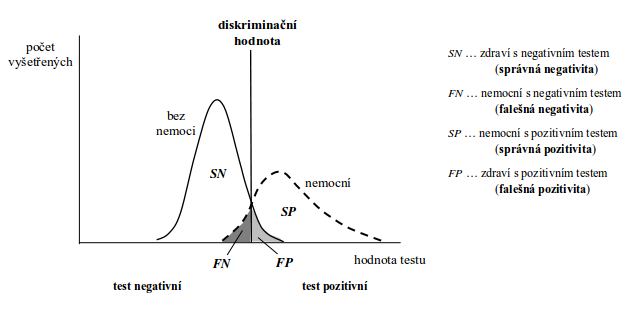 diskriminační
hodnota
počet
vyšetřených
bez
nemoci
SN
nemocní
SP
FN
FP
hodnota testu
test negativní
test pozitivní
SN … zdraví s negativním testem
(správná negativita)
FN … nemocní s negativním testem
(falešná negativita)
SP … nemocní s pozitivním testem
(správná pozitivita)
FP … zdraví s pozitivním testem
(falešná pozitivita)